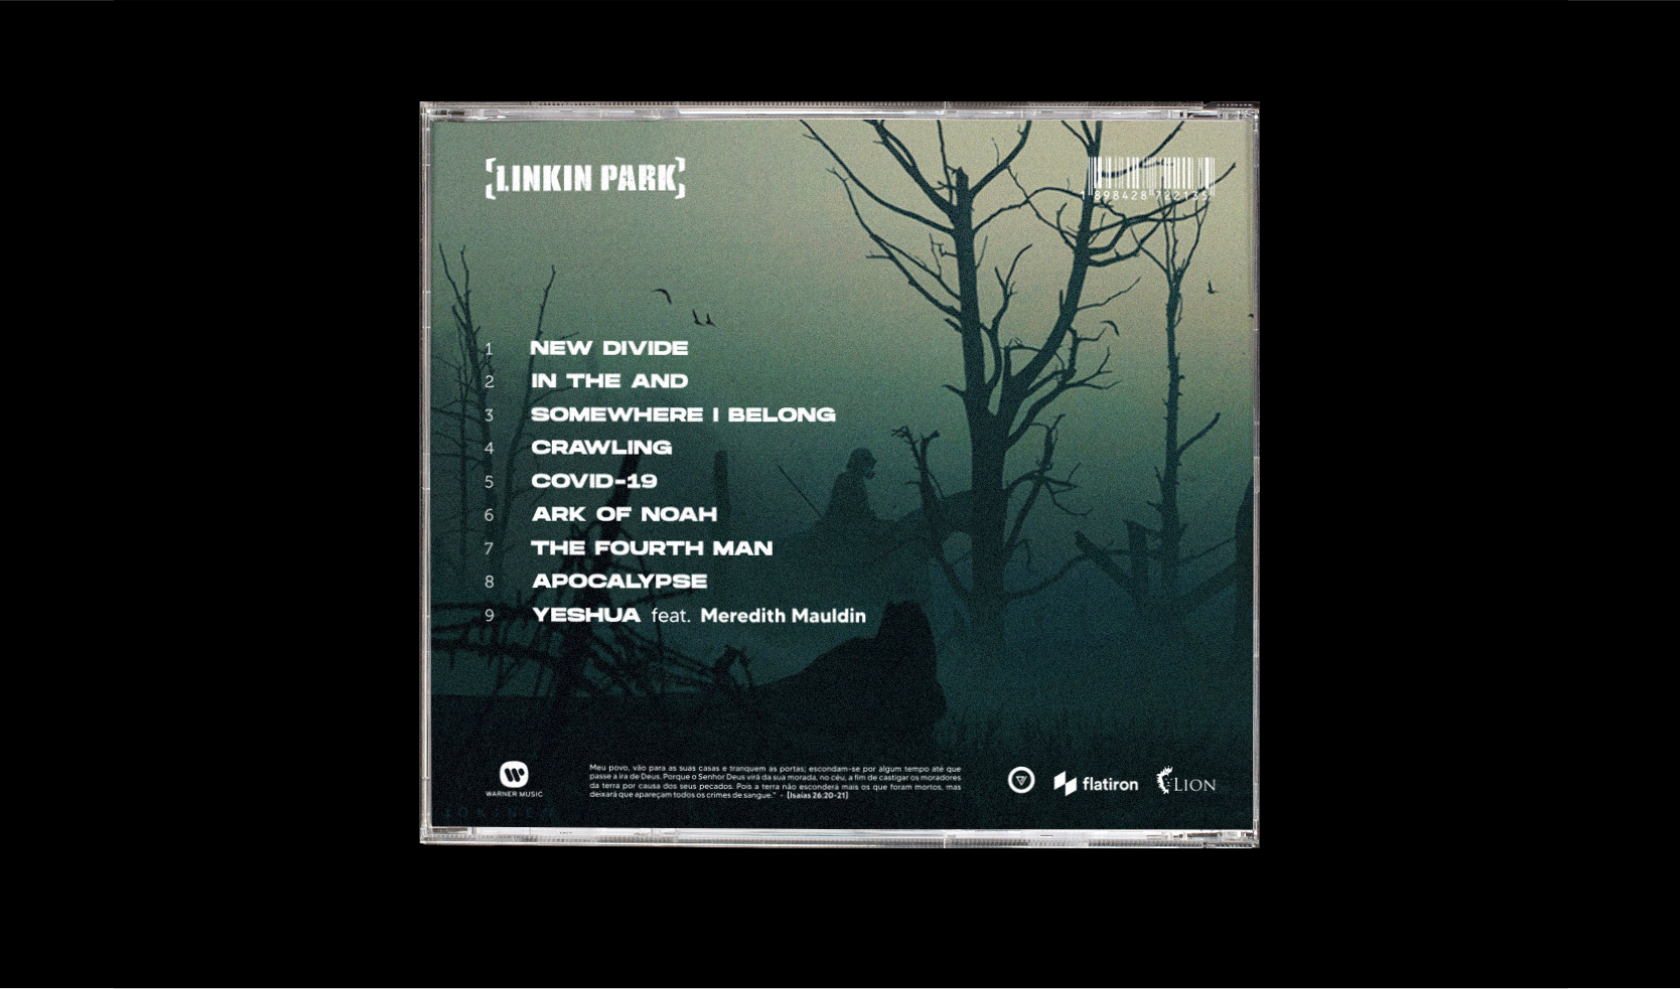 [LINKIN PARK]
1 898428 722135
1 NEW DIVIDE
2 IN THE AND
3 SOMEWHERE I BELONG
4 CRAWLING
5 COVID-19
6 ARK OF NOAH
7 THE FOURTH MAN
8 APOCALYPSE
9 YESHUA feat. Meredith Mauldin
Meu povo, vão para as suas casas e tranquem as portas; escondam-se por algum tempo até que
passe a ira de Deus. Porque o Senhor Deus virá da sua morada, no céu, a fim de castigar os moradores
da terra por causa dos seus pecados. Pois a terra não esconderá mais os que foram mortos, mas
deixará que apareçam todos os crimes de sangue." - [Isaías 26:20-21]
WARNER MUSIC
flatiron
LION